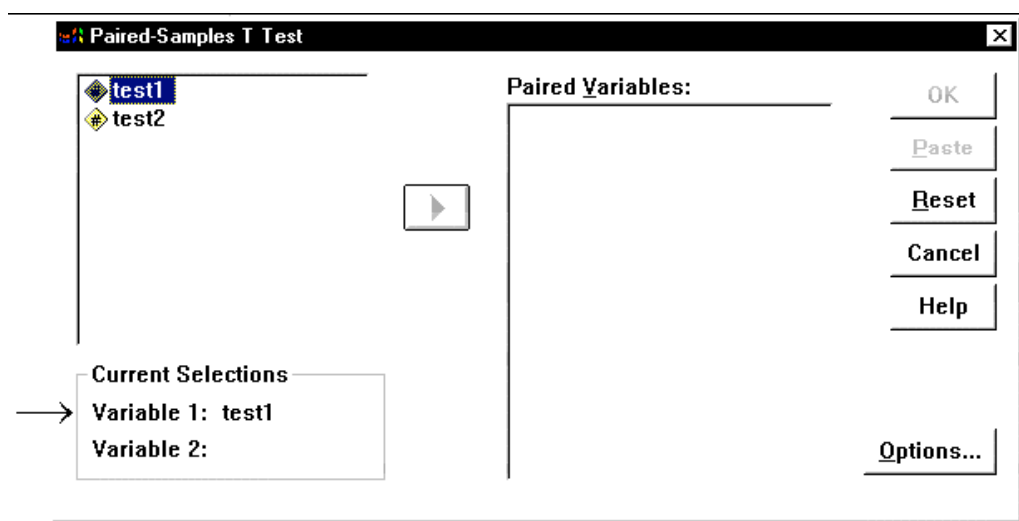 Paired-Samples T Test
test1
test2
Paired Variables:
OK
Paste
Reset
Cancel
Help
Current Selections
Variable 1: test1
Variable 2:
Options...